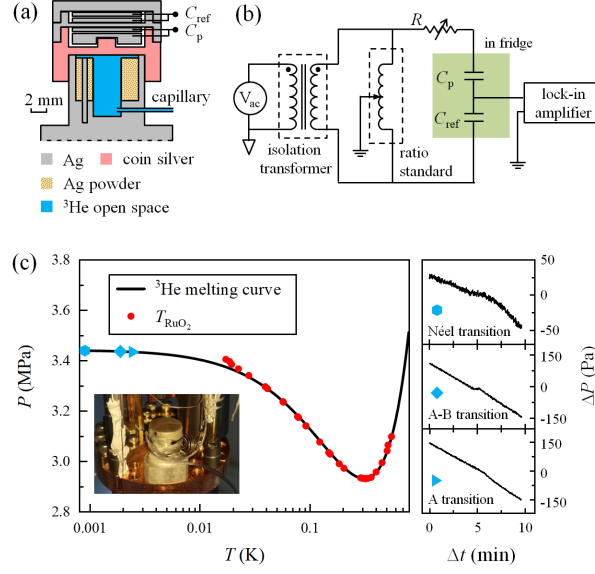 (a)
C_ref
C_p
2 mm
capillary
Ag
coin silver
Ag powder
³He open space
(b)
R
in fridge
V_ac
C_p
C_ref
lock-in
amplifier
isolation
transformer
ratio
standard
(c)
³He melting curve
T_RuO₂
P (MPa)
3.8
3.6
3.4
3.2
3.0
2.8
0.001
0.01
0.1
T (K)
Néel transition
A-B transition
A transition
50
0
-50
150
0
-150
150
0
-150
ΔP (Pa)
0
5
10
Δt (min)